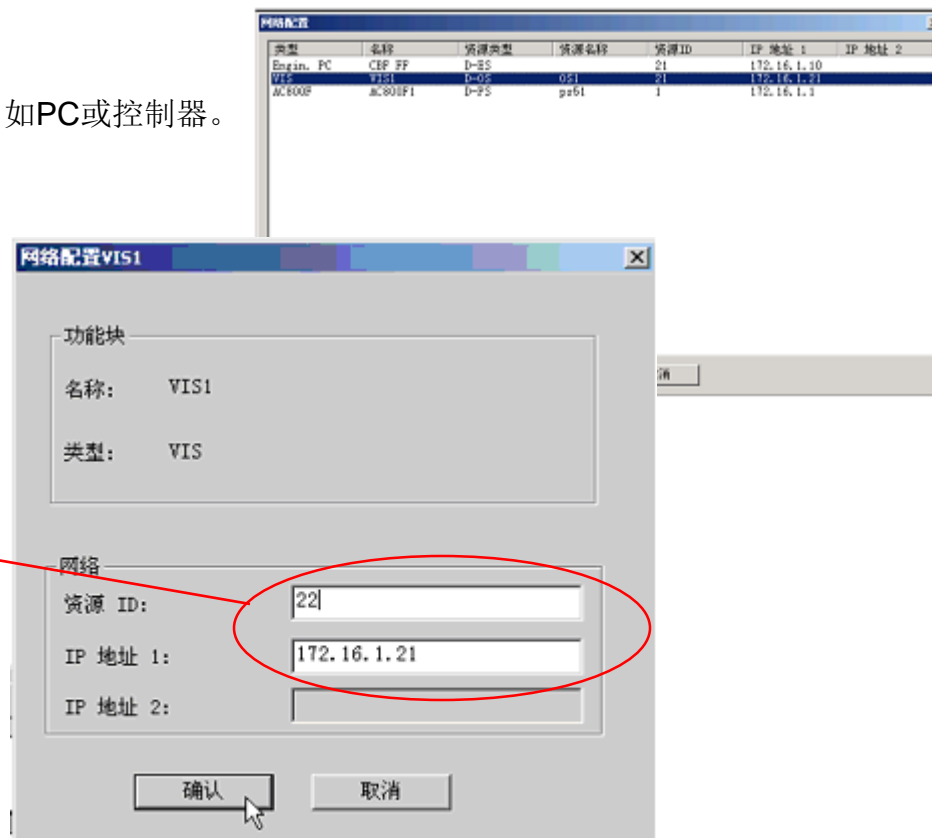 网络配置
类型 名称 资源类型 资源名称 资源ID IP 地址 1 IP 地址 2
Engin. PC CBF FF D-ES 21 172.16.1.10
VIS VIS1 D-OS OS1 21 172.16.1.21
AC800F AC800F1 D-PS ps61 1 172.16.1.1
如PC或控制器。
网络配置VIS1
功能块
名称: VIS1
类型: VIS
消
网络
资源 ID: 22
IP 地址 1: 172.16.1.21
IP 地址 2:
确认 取消